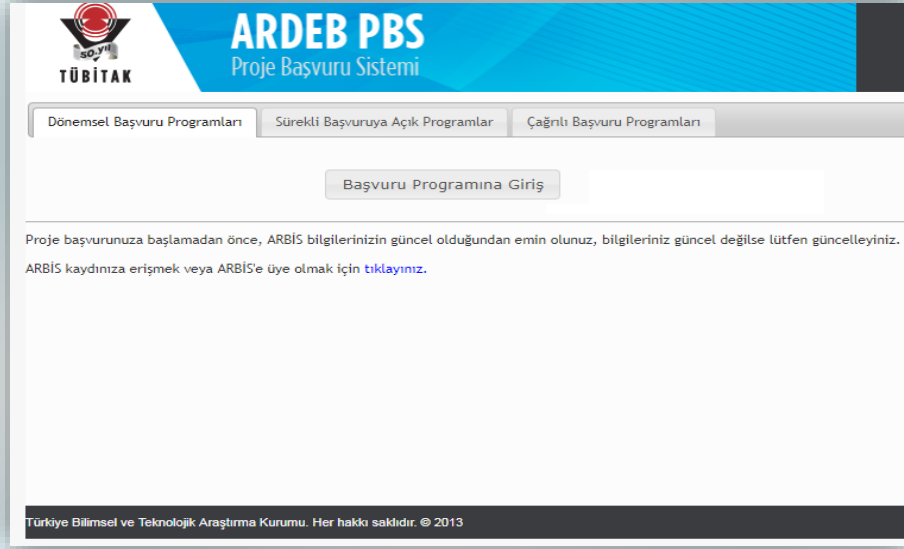 50.yıl
TÜBİTAK
ARDEB PBS
Proje Başvuru Sistemi
Dönemsel Başvuru Programları
Sürekli Başvuruya Açık Programlar
Çağrılı Başvuru Programları
Başvuru Programına Giriş
Proje başvurunuza başlamadan önce, ARBİS bilgilerinizin güncel olduğundan emin olunuz, bilgileriniz güncel değilse lütfen güncelleyiniz.
ARBİS kaydınıza erişmek veya ARBİS'e üye olmak için tıklayınız.
Türkiye Bilimsel ve Teknolojik Araştırma Kurumu. Her hakkı saklıdır. © 2013